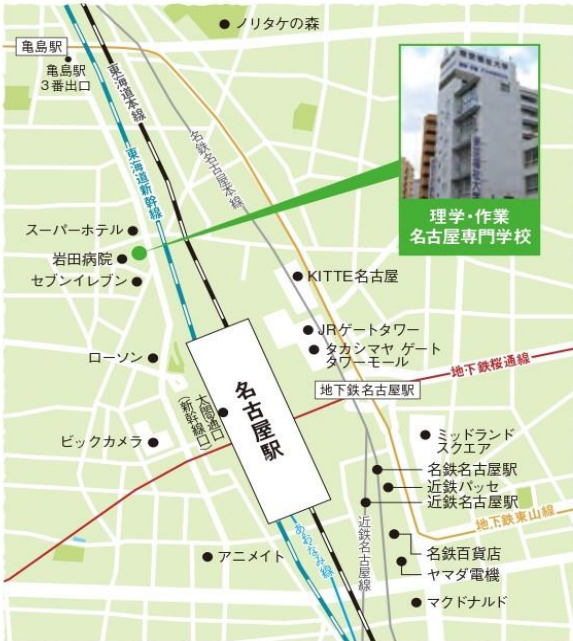 ノリタケの森
亀島駅
亀島駅
3番出口
東海道本線
東海道新幹線
名鉄名古屋本線
理学・作業
名古屋専門学校
スーパーホテル
岩田病院
セブンイレブン
KITTE名古屋
JRゲートタワー
タカシマヤ ゲート
タワーモール
ローソン
地下鉄桜通線
地下鉄名古屋駅
名古屋駅
太閤通口
(新幹線口)
ビックカメラ
ミッドランド
スクエア
名鉄名古屋駅
近鉄パッセ
近鉄名古屋駅
地下鉄東山線
近鉄名古屋線
あおなみ線
アニメイト
名鉄百貨店
ヤマダ電機
マクドナルド